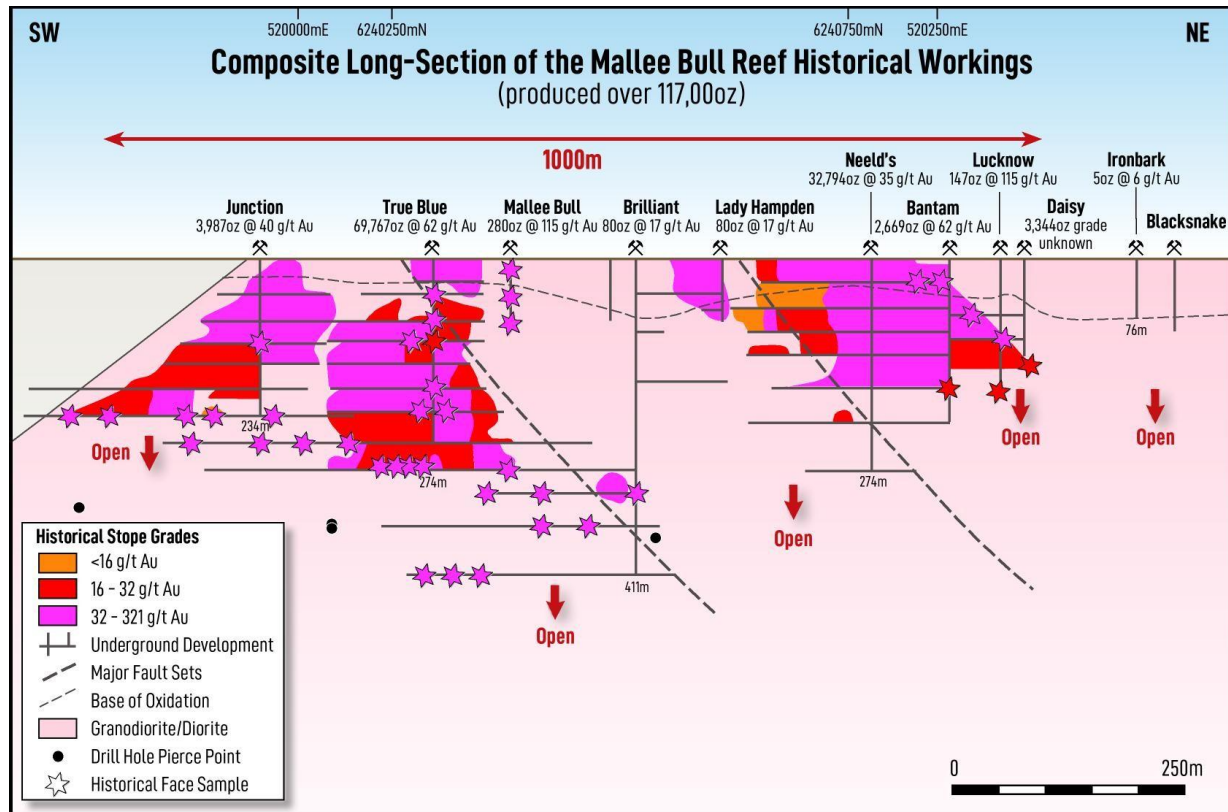 SW
520000mE
6240250mN
6240750mN
520250mE
NE
Composite Long-Section of the Mallee Bull Reef Historical Workings
(produced over 117,00oz)
1000m
Junction
3,987oz @ 40 g/t Au
True Blue
69,767oz @ 62 g/t Au
Mallee Bull
280oz @ 115 g/t Au
Brilliant
80oz @ 17 g/t Au
Lady Hampden
80oz @ 17 g/t Au
Neeld's
32,794oz @ 35 g/t Au
Bantam
2,669oz @ 62 g/t Au
Lucknow
147oz @ 115 g/t Au
Daisy
3,344oz grade
unknown
Ironbark
5oz @ 6 g/t Au
Blacksnake
76m
234m
Open
274m
274m
Open
Open
Open
411m
Open
Historical Stope Grades
<16 g/t Au
16 - 32 g/t Au
32 - 321 g/t Au
Underground Development
Major Fault Sets
Base of Oxidation
Granodiorite/Diorite
Drill Hole Pierce Point
Historical Face Sample
0
250m